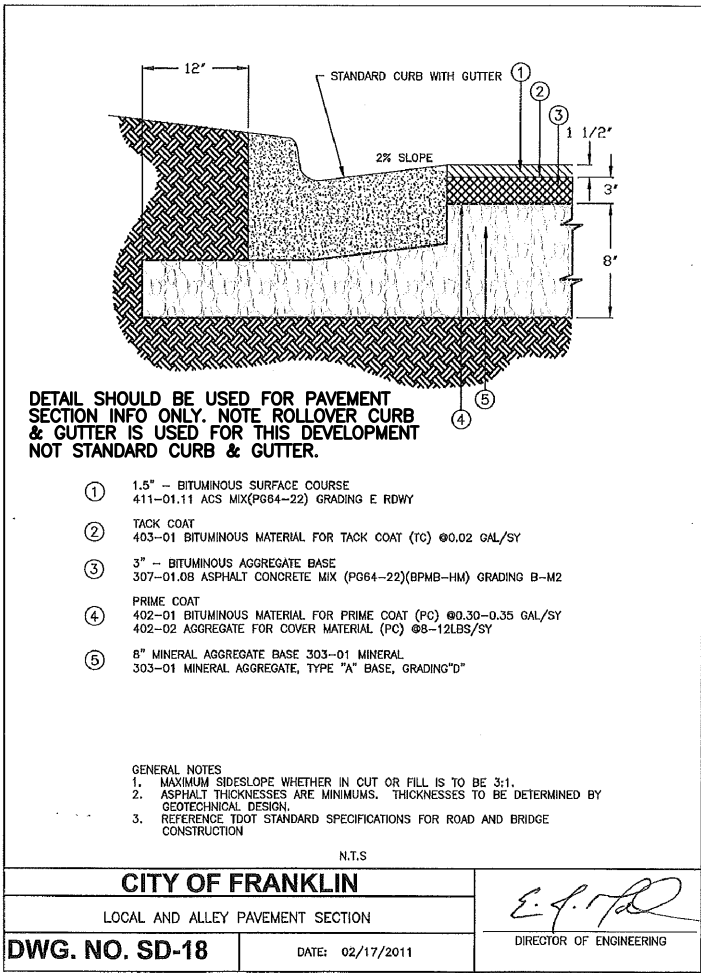 12"
STANDARD CURB WITH GUTTER
1
2
3
1 1/2"
2% SLOPE
3"
8"
5
4
DETAIL SHOULD BE USED FOR PAVEMENT
SECTION INFO ONLY. NOTE ROLLOVER CURB
& GUTTER IS USED FOR THIS DEVELOPMENT
NOT STANDARD CURB & GUTTER.
1 1.5" - BITUMINOUS SURFACE COURSE
411-01.11 ACS MIX(PG64-22) GRADING E RDWY
2 TACK COAT
403-01 BITUMINOUS MATERIAL FOR TACK COAT (TC) @0.02 GAL/SY
3 3" - BITUMINOUS AGGREGATE BASE
307-01.08 ASPHALT CONCRETE MIX (PG64-22)(BPMB-HM) GRADING B-M2
PRIME COAT
4 402-01 BITUMINOUS MATERIAL FOR PRIME COAT (PC) @0.30-0.35 GAL/SY
402-02 AGGREGATE FOR COVER MATERIAL (PC) @8-12LBS/SY
5 8" MINERAL AGGREGATE BASE 303-01 MINERAL
303-01 MINERAL AGGREGATE, TYPE "A" BASE, GRADING"D"
GENERAL NOTES
1. MAXIMUM SIDESLOPE WHETHER IN CUT OR FILL IS TO BE 3:1.
2. ASPHALT THICKNESSES ARE MINIMUMS. THICKNESSES TO BE DETERMINED BY
GEOTECHNICAL DESIGN.
3. REFERENCE TDOT STANDARD SPECIFICATIONS FOR ROAD AND BRIDGE
CONSTRUCTION
N.T.S
CITY OF FRANKLIN
LOCAL AND ALLEY PAVEMENT SECTION
DWG. NO. SD-18
DATE: 02/17/2011
DIRECTOR OF ENGINEERING